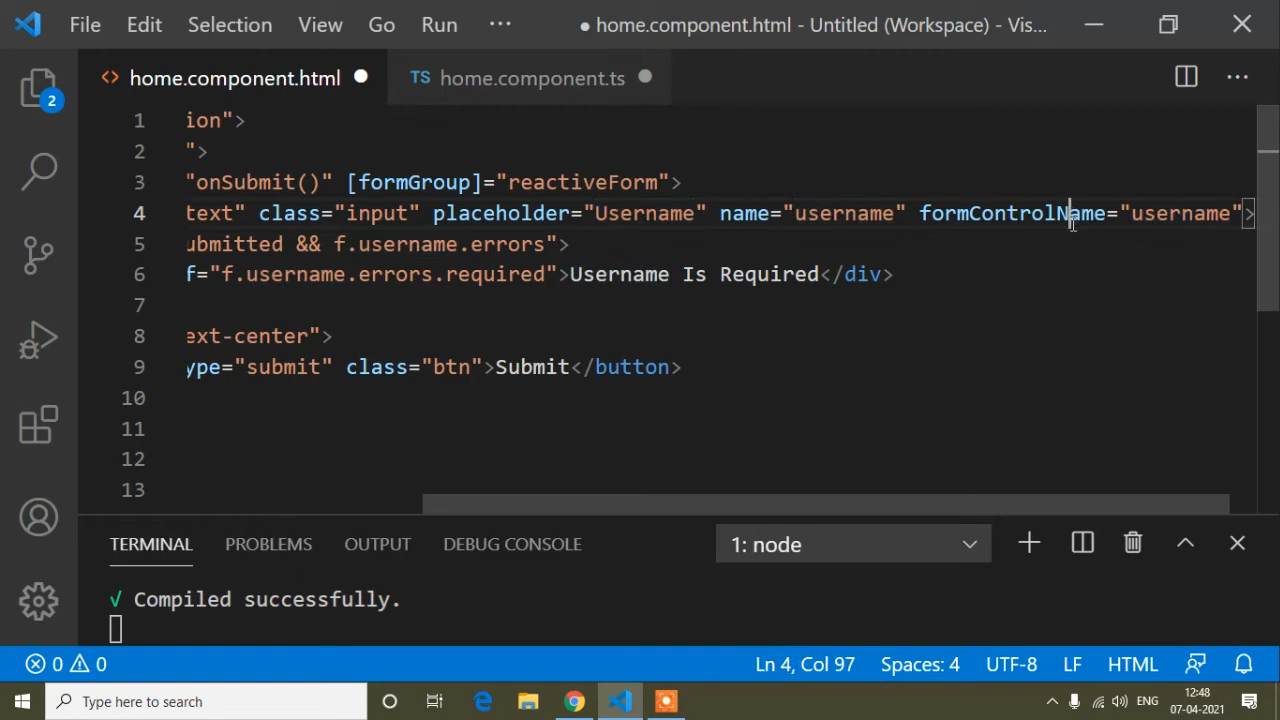 File Edit Selection View Go Run ··· ● home.component.html - Untitled (Workspace) - Vis...
<> home.component.html ● TS home.component.ts ●
2
1 ion">
2 ">
3 "onSubmit()" [formGroup]="reactiveForm">
4 text" class="input" placeholder="Username" name="username" formControlName="username">
5 ubmitted && f.username.errors">
6 f="f.username.errors.required">Username Is Required</div>
7
8 ext-center">
9 ype="submit" class="btn">Submit</button>
10
11
12
13
TERMINAL PROBLEMS OUTPUT DEBUG CONSOLE 1: node
√ Compiled successfully.
0 0 Ln 4, Col 97 Spaces: 4 UTF-8 LF HTML
Type here to search ENG 12:48
07-04-2021